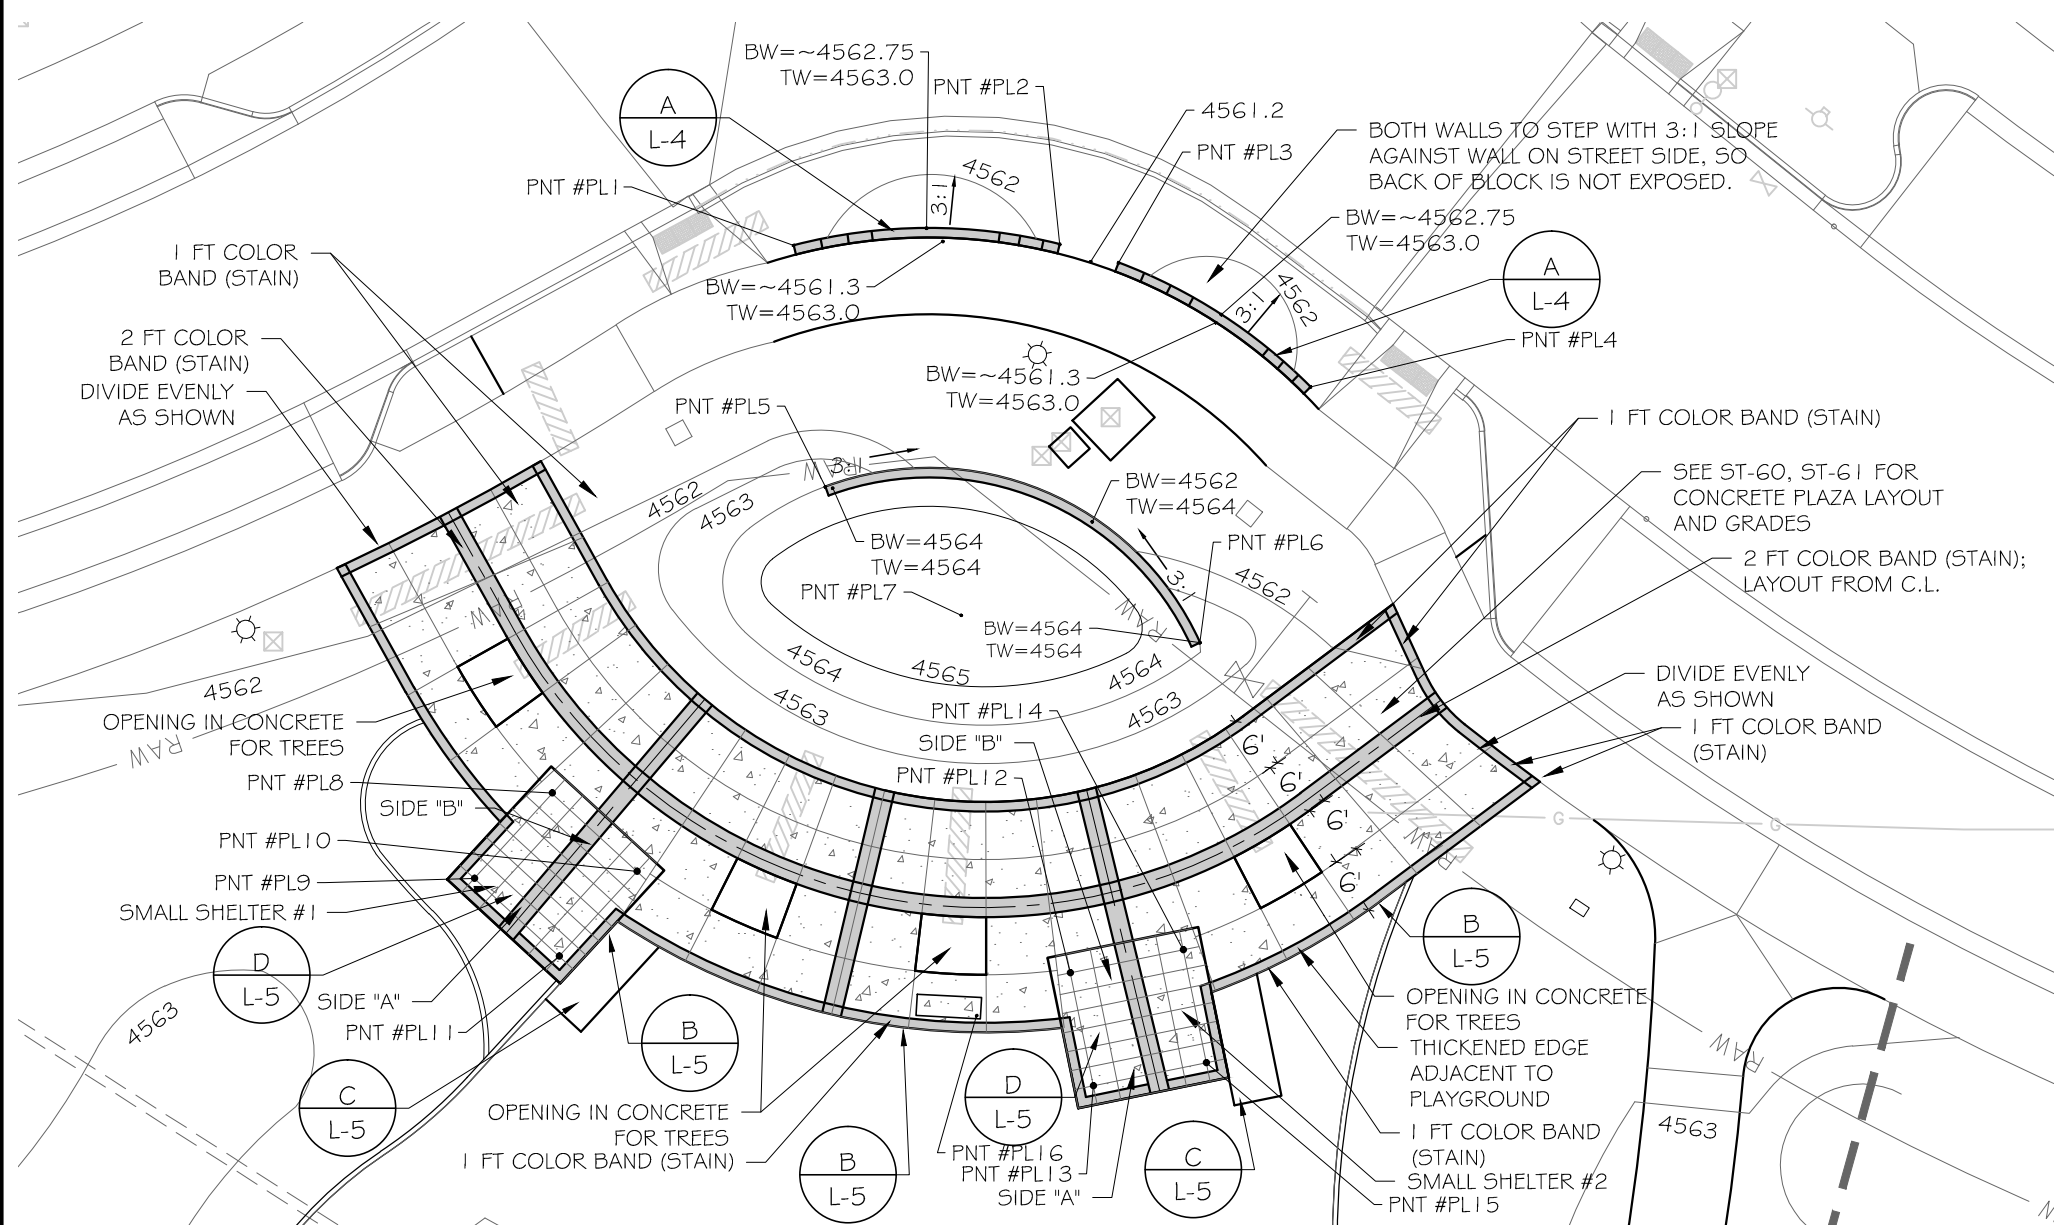 BW=~4562.75
TW=4563.0
PNT #PL2
A
L-4
4561.2
PNT #PL3
BOTH WALLS TO STEP WITH 3:1 SLOPE
AGAINST WALL ON STREET SIDE, SO
BACK OF BLOCK IS NOT EXPOSED.
PNT #PL1
4562
3:1
BW=~4562.75
TW=4563.0
1 FT COLOR
BAND (STAIN)
A
L-4
BW=~4561.3
TW=4563.0
4562
3:1
2 FT COLOR
BAND (STAIN)
PNT #PL4
DIVIDE EVENLY
AS SHOWN
BW=~4561.3
TW=4563.0
PNT #PL5
1 FT COLOR BAND (STAIN)
3:1
4562
4563
BW=4562
TW=4564
SEE ST-60, ST-61 FOR
CONCRETE PLAZA LAYOUT
AND GRADES
BW=4564
TW=4564
PNT #PL6
2 FT COLOR BAND (STAIN);
LAYOUT FROM C.L.
3:1
4562
PNT #PL7
RAW
RAW
BW=4564
TW=4564
4564
4565
4564
4562
DIVIDE EVENLY
AS SHOWN
4563
4563
OPENING IN CONCRETE
FOR TREES
RAW
PNT #PL14
1 FT COLOR BAND
(STAIN)
SIDE "B"
6'
6'
6'
6'
PNT #PL8
PNT #PL12
SIDE "B"
G
G
RAW
PNT #PL10
PNT #PL9
SMALL SHELTER #1
B
L-5
D
L-5
SIDE "A"
OPENING IN CONCRETE
FOR TREES
4563
PNT #PL11
B
L-5
THICKENED EDGE
ADJACENT TO
PLAYGROUND
RAW
C
L-5
D
L-5
OPENING IN CONCRETE
FOR TREES
1 FT COLOR BAND
(STAIN)
4563
1 FT COLOR BAND (STAIN)
B
L-5
PNT #PL16
PNT #PL13
SIDE "A"
C
L-5
SMALL SHELTER #2
PNT #PL15